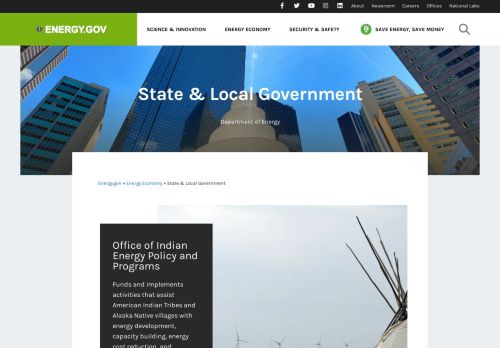 About Newsroom Careers Offices National Labs
ENERGY.GOV
SCIENCE & INNOVATION ENERGY ECONOMY SECURITY & SAFETY SAVE ENERGY, SAVE MONEY
State & Local Government
Department of Energy
Energy.gov » Energy Economy » State & Local Government
Office of Indian
Energy Policy and
Programs
Funds and implements
activities that assist
American Indian Tribes and
Alaska Native villages with
energy development,
capacity building, energy
cost reduction, and